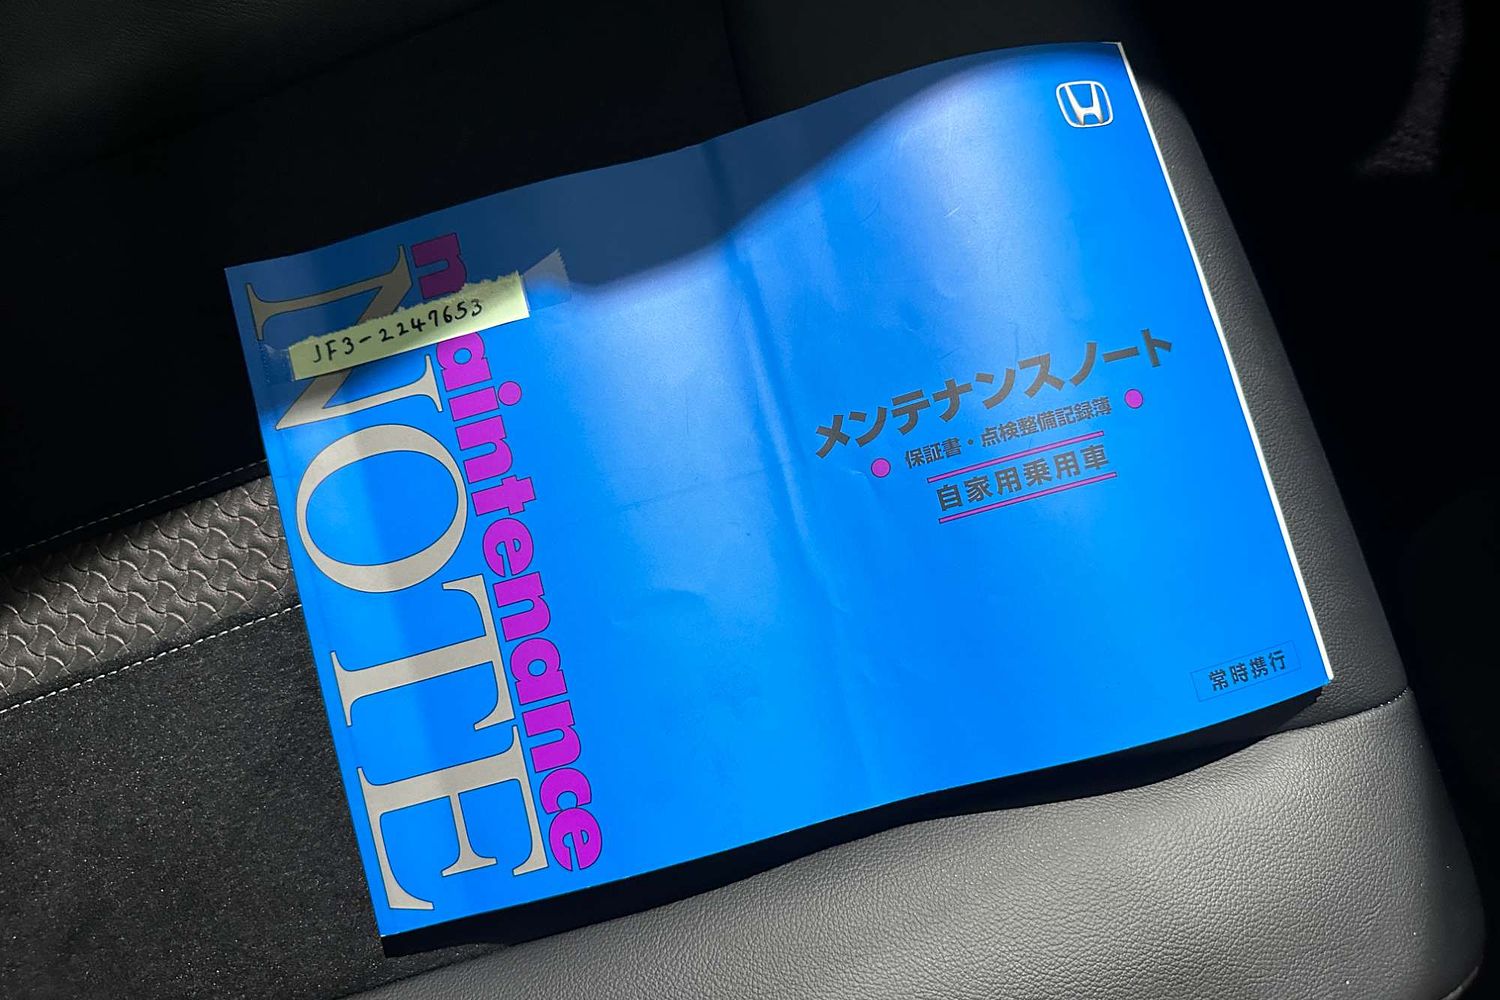 maintenance
NOTE
JF3-2247653
メンテナンスノート
保証書・点検整備記録簿
自家用乗用車
常時携行